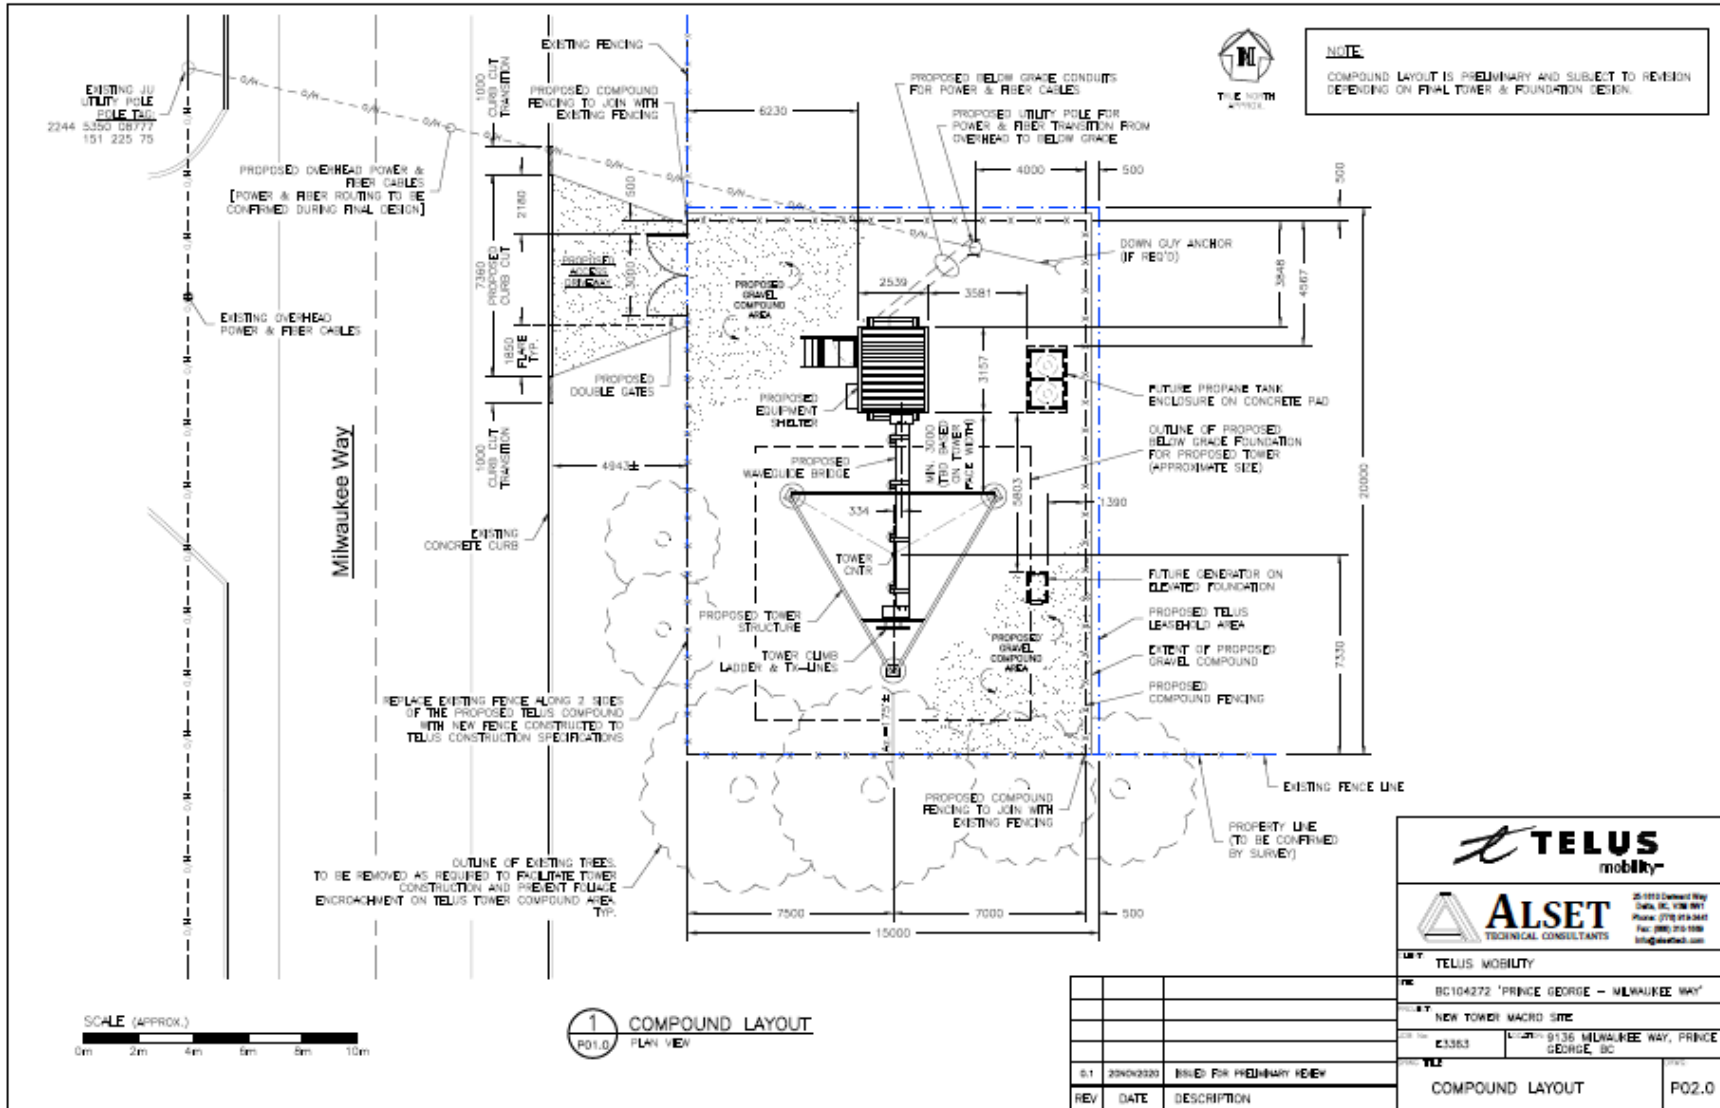 EXISTING JU
UTILITY POLE
POLE TAG:
2244 5350 08777
151 225 75
PROPOSED OVERHEAD POWER &
FIBER CABLES
[POWER & FIBER ROUTING TO BE
CONFIRMED DURING FINAL DESIGN]
EXISTING OVERHEAD
POWER & FIBER CABLES
Milwaukee Way
1000
CURB CUT
TRANSITION
2180
7380
PROPOSED
CURB CUT
1850
FLARE
TYP.
1000
CURB CUT
TRANSITION
EXISTING FENCING
PROPOSED COMPOUND
FENCING TO JOIN WITH
EXISTING FENCING
500
3000
PROPOSED
ACCESS
DRIVEWAY
PROPOSED
DOUBLE GATES
4943±
EXISTING
CONCRETE CURB
6230
PROPOSED BELOW GRADE CONDUITS
FOR POWER & FIBER CABLES
PROPOSED UTILITY POLE FOR
POWER & FIBER TRANSITION FROM
OVERHEAD TO BELOW GRADE
4000
500
500
TRUE NORTH
APPROX.
NOTE:
COMPOUND LAYOUT IS PRELIMINARY AND SUBJECT TO REVISION
DEPENDING ON FINAL TOWER & FOUNDATION DESIGN.
DOWN GUY ANCHOR
(IF REQ'D)
3848
4567
20000
7330
PROPOSED
GRAVEL
COMPOUND
AREA
2539
3581
3157
PROPOSED
EQUIPMENT
SHELTER
MIN. 3000
(TBD BASED
ON TOWER
FACE WIDTH)
PROPOSED
WAVEGUIDE BRIDGE
5803
1390
334
TOWER
CNTR
PROPOSED TOWER
STRUCTURE
TOWER CLIMB
LADDER & TX-LINES
Az=175°±
PROPOSED
GRAVEL
COMPOUND
AREA
FUTURE PROPANE TANK
ENCLOSURE ON CONCRETE PAD
OUTLINE OF PROPOSED
BELOW GRADE FOUNDATION
FOR PROPOSED TOWER
(APPROXIMATE SIZE)
FUTURE GENERATOR ON
ELEVATED FOUNDATION
PROPOSED TELUS
LEASEHOLD AREA
EXTENT OF PROPOSED
GRAVEL COMPOUND
PROPOSED
COMPOUND FENCING
EXISTING FENCE LINE
PROPERTY LINE
(TO BE CONFIRMED
BY SURVEY)
PROPOSED COMPOUND
FENCING TO JOIN WITH
EXISTING FENCING
REPLACE EXISTING FENCE ALONG 2 SIDES
OF THE PROPOSED TELUS COMPOUND
WITH NEW FENCE CONSTRUCTED TO
TELUS CONSTRUCTION SPECIFICATIONS
OUTLINE OF EXISTING TREES.
TO BE REMOVED AS REQUIRED TO FACILITATE TOWER
CONSTRUCTION AND PREVENT FOLIAGE
ENCROACHMENT ON TELUS TOWER COMPOUND AREA.
TYP.
7500
7000
500
15000
SCALE (APPROX.)
0m 2m 4m 6m 8m 10m
1
P01.0
COMPOUND LAYOUT
PLAN VIEW
TELUS
mobility
ALSET
TECHNICAL CONSULTANTS
TELUS MOBILITY
BC104272 'PRINCE GEORGE - MILWAUKEE WAY'
NEW TOWER MACRO SITE
E3363
9136 MILWAUKEE WAY, PRINCE
GEORGE, BC
TITLE
COMPOUND LAYOUT
P02.0
0.1 20NOV2020 ISSUED FOR PRELIMINARY REVIEW
REV DATE DESCRIPTION